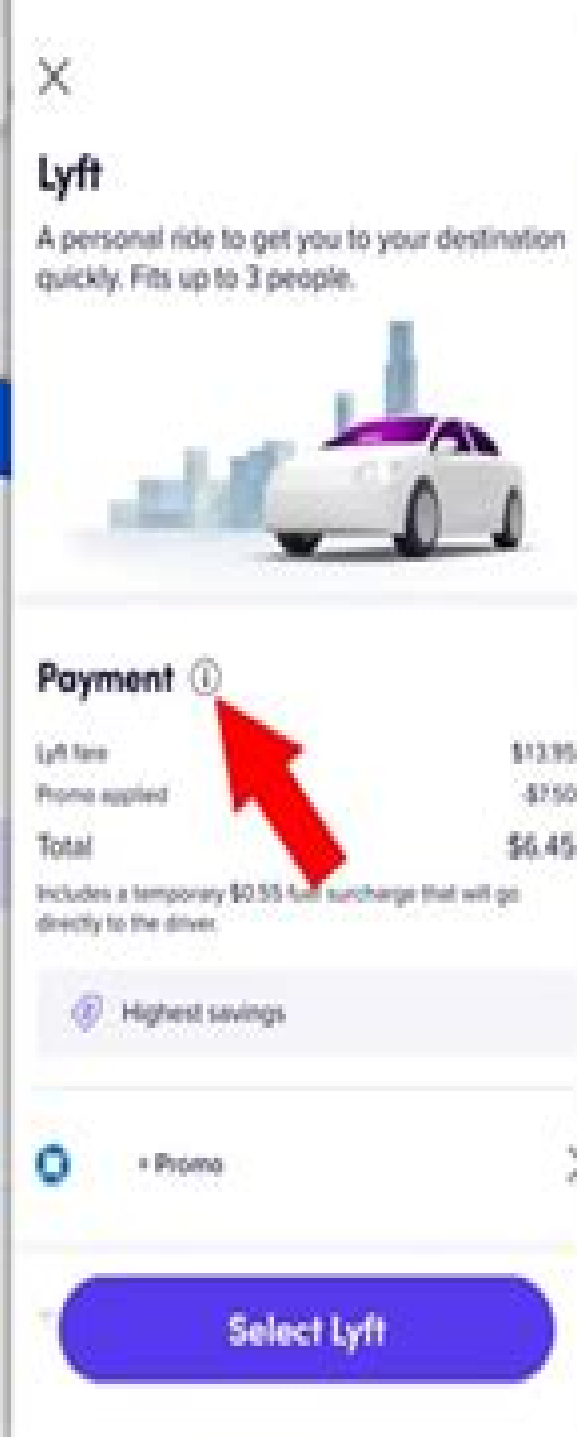 Lyft
A personal ride to get you to your destination
quickly. Fits up to 3 people.
Payment
Lyft fare $13.95
Promo applied -$7.50
Total $6.45
Includes a temporary $0.55 fuel surcharge that will go
directly to the driver.
Highest savings
+ Promo
Select Lyft